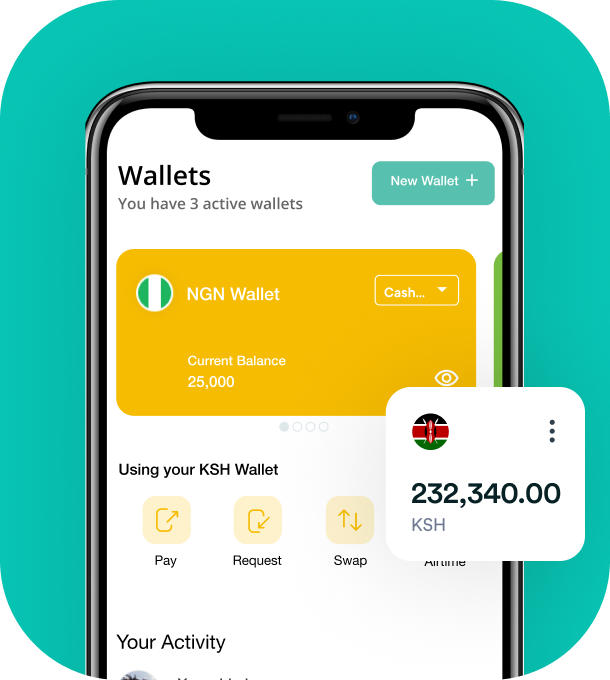 Wallets
New Wallet +
You have 3 active wallets
NGN Wallet
Cash...
Current Balance
25,000
232,340.00
KSH
Using your KSH Wallet
Pay
Request
Swap
Airtime
Your Activity